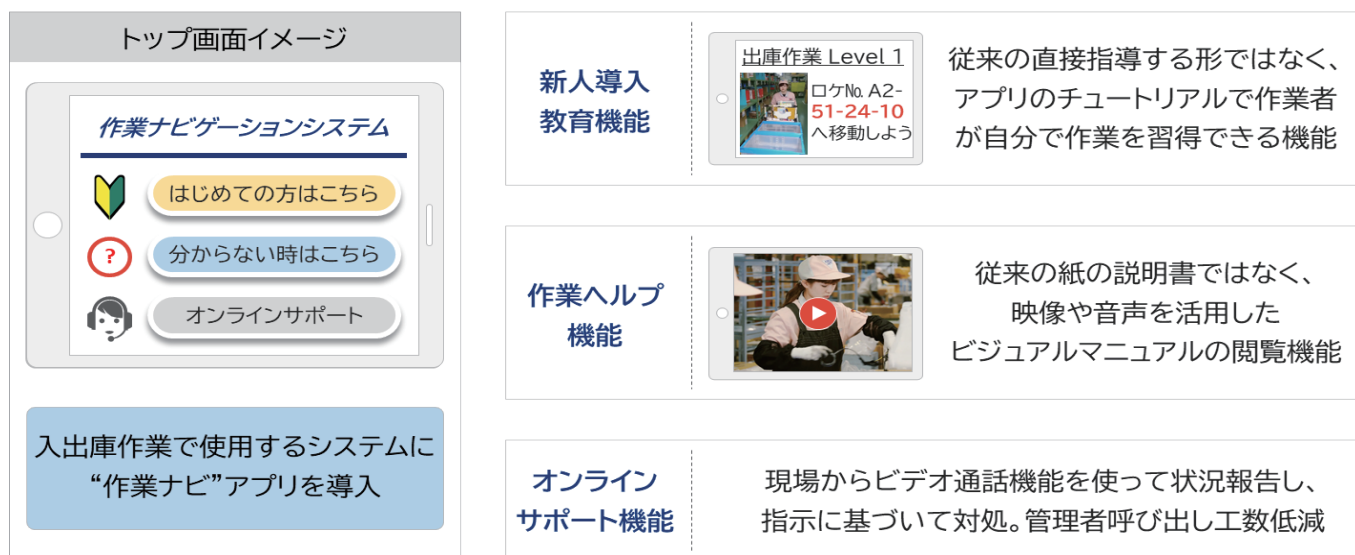 トップ画面イメージ
作業ナビゲーションシステム
はじめての方はこちら
?
分からない時はこちら
オンラインサポート
入出庫作業で使用するシステムに
“作業ナビ”アプリを導入
新人導入
教育機能
出庫作業 Level 1
ロケ№ A2-
51-24-10
へ移動しよう
従来の直接指導する形ではなく、
アプリのチュートリアルで作業者
が自分で作業を習得できる機能
作業ヘルプ
機能
従来の紙の説明書ではなく、
映像や音声を活用した
ビジュアルマニュアルの閲覧機能
オンライン
サポート機能
現場からビデオ通話機能を使って状況報告し、
指示に基づいて対処。管理者呼び出し工数低減